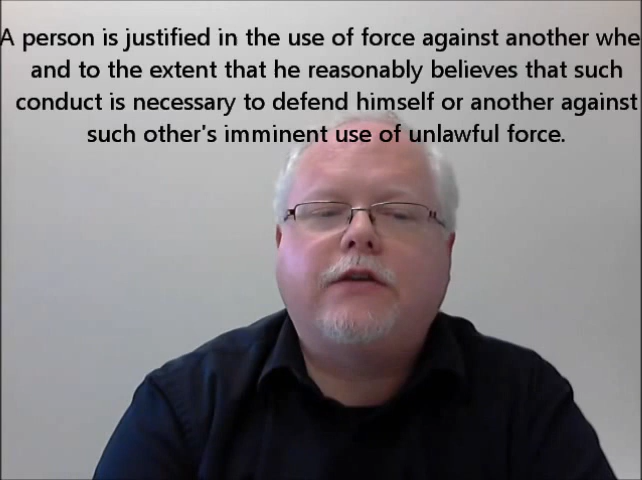 A person is justified in the use of force against another whe
and to the extent that he reasonably believes that such
conduct is necessary to defend himself or another against
such other's imminent use of unlawful force.